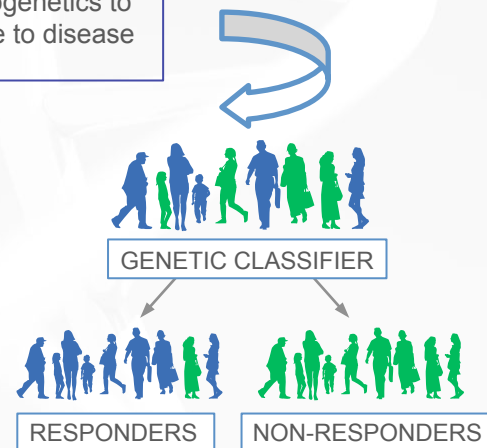 ogenetics to
e to disease
GENETIC CLASSIFIER
RESPONDERS
NON-RESPONDERS